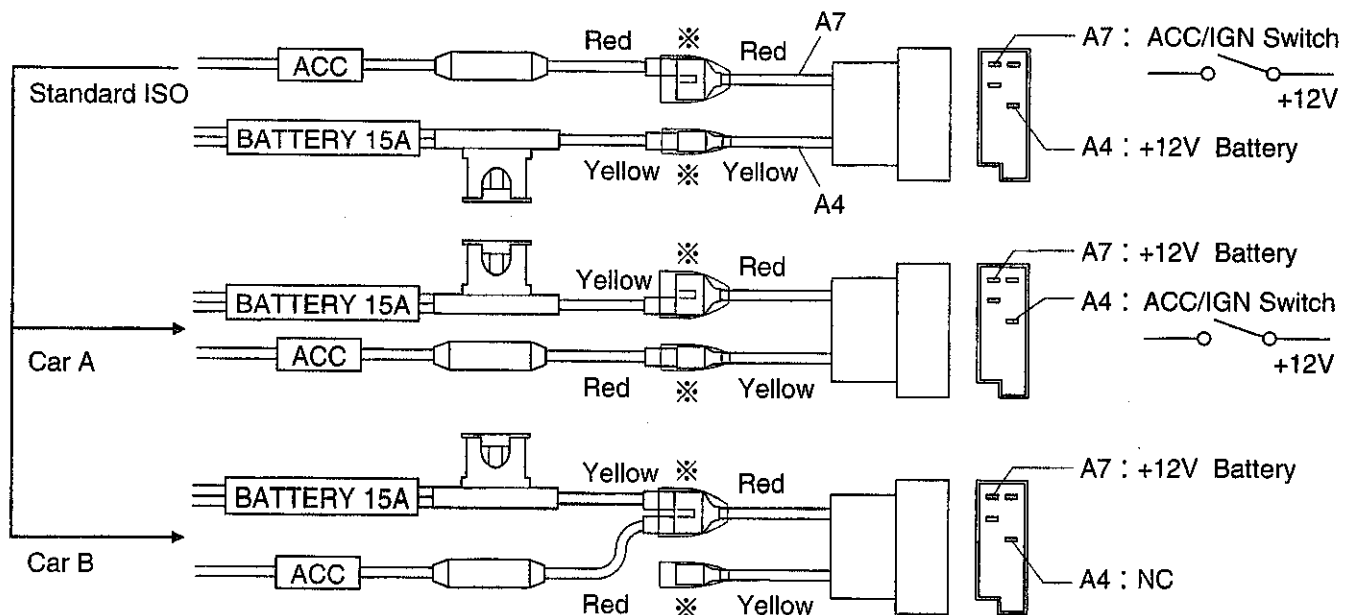 Red ※ Red A7
ACC
A7 : ACC/IGN Switch
+12V
Standard ISO
BATTERY 15A
Yellow ※ Yellow
A4
A4 : +12V Battery
Yellow ※ Red
BATTERY 15A
A7 : +12V Battery
A4 : ACC/IGN Switch
+12V
Car A
ACC
Red ※ Yellow
Yellow ※ Red
BATTERY 15A
A7 : +12V Battery
Car B
ACC
Red ※ Yellow
A4 : NC